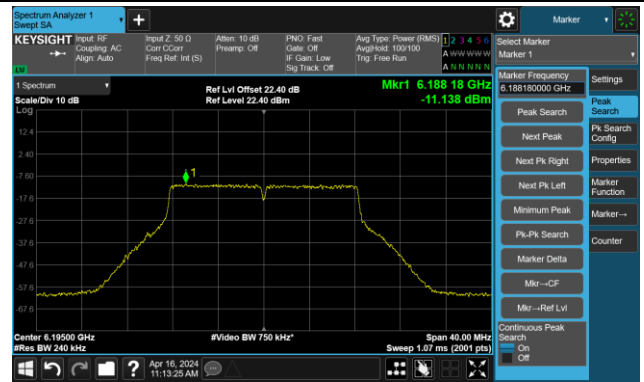 Spectrum Analyzer 1
Swept SA
Marker
KEYSIGHT
Input: RF
Coupling: AC
Align: Auto
Input Z: 50 Ω
Corr CCorr
Freq Ref: Int (S)
Atten: 10 dB
Preamp: Off
PNO: Fast
Gate: Off
IF Gain: Low
Sig Track: Off
Avg Type: Power (RMS)
Avg|Hold: 100/100
Trig: Free Run
1 2 3 4 5 6
A W W W W W
A N N N N N
Select Marker
Marker 1
1 Spectrum
Scale/Div 10 dB
Ref Lvl Offset 22.40 dB
Ref Level 22.40 dBm
Mkr1 6.188 18 GHz
-11.138 dBm
Log
12.4
2.40
-7.60
-17.6
-27.6
-37.6
-47.6
-57.6
-67.6
1
Center 6.19500 GHz
#Res BW 240 kHz
#Video BW 750 kHz*
Span 40.00 MHz
Sweep 1.07 ms (2001 pts)
Marker Frequency
6.188180000 GHz
Peak Search
Next Peak
Next Pk Right
Next Pk Left
Minimum Peak
Pk-Pk Search
Marker Delta
Mkr→CF
Mkr→Ref Lvl
Continuous Peak
Search
On
Off
Settings
Peak
Search
Pk Search
Config
Properties
Marker
Function
Marker→
Counter
?
Apr 16, 2024
11:13:25 AM